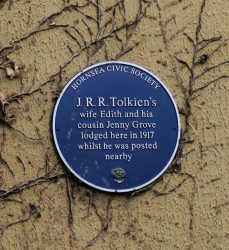 HORNSEA CIVIC SOCIETY
J. R. R. Tolkien's
wife Edith and his
cousin Jenny Grove
lodged here in 1917
whilst he was posted
nearby